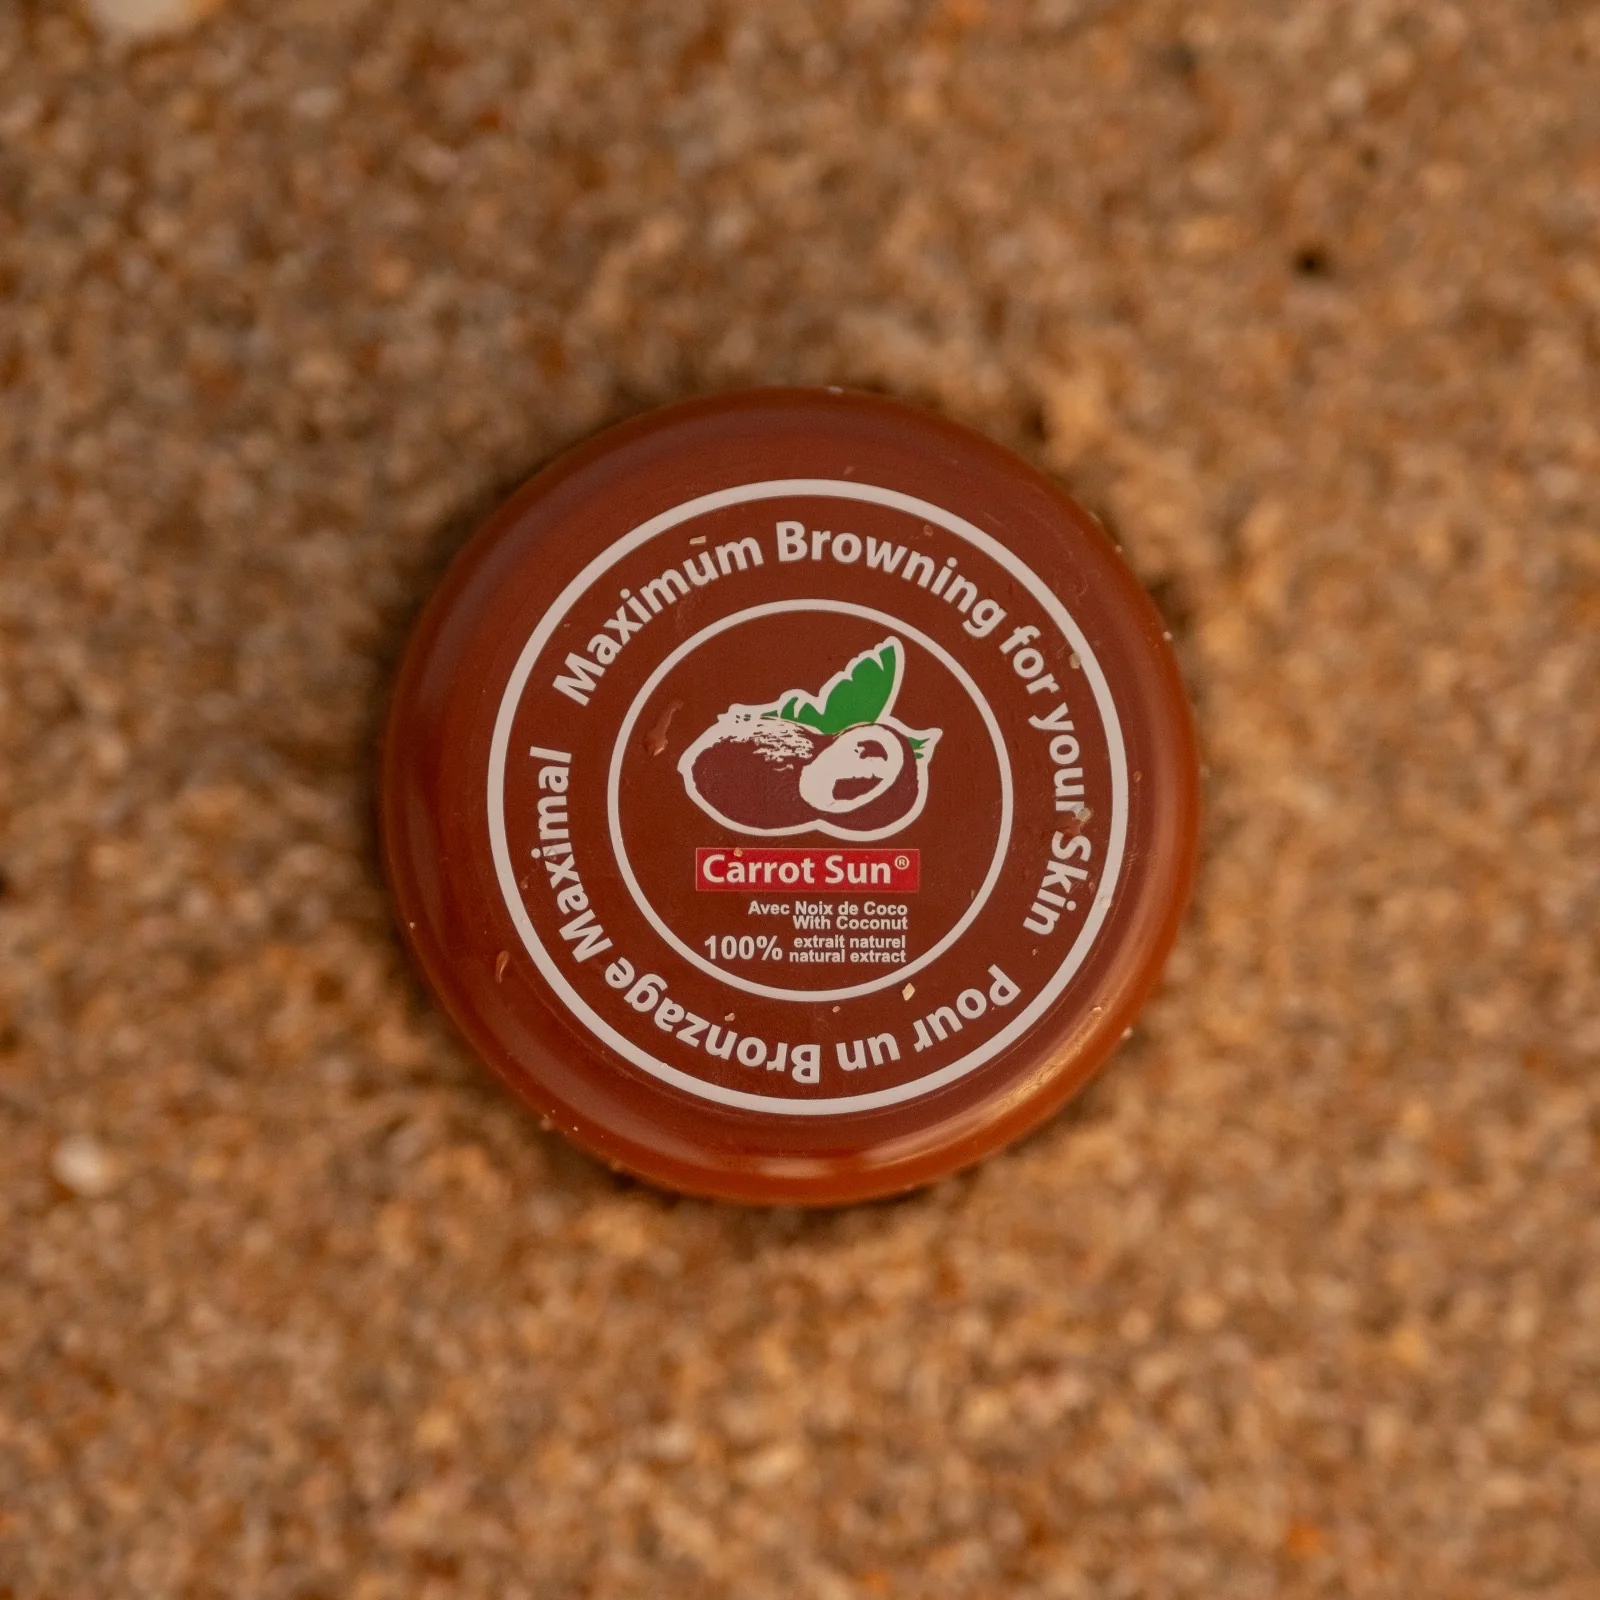 Maximum Browning for your Skin
Pour un Bronzage Maximal
Carrot Sun®
Avec Noix de Coco
With Coconut
100% extrait naturel
natural extract